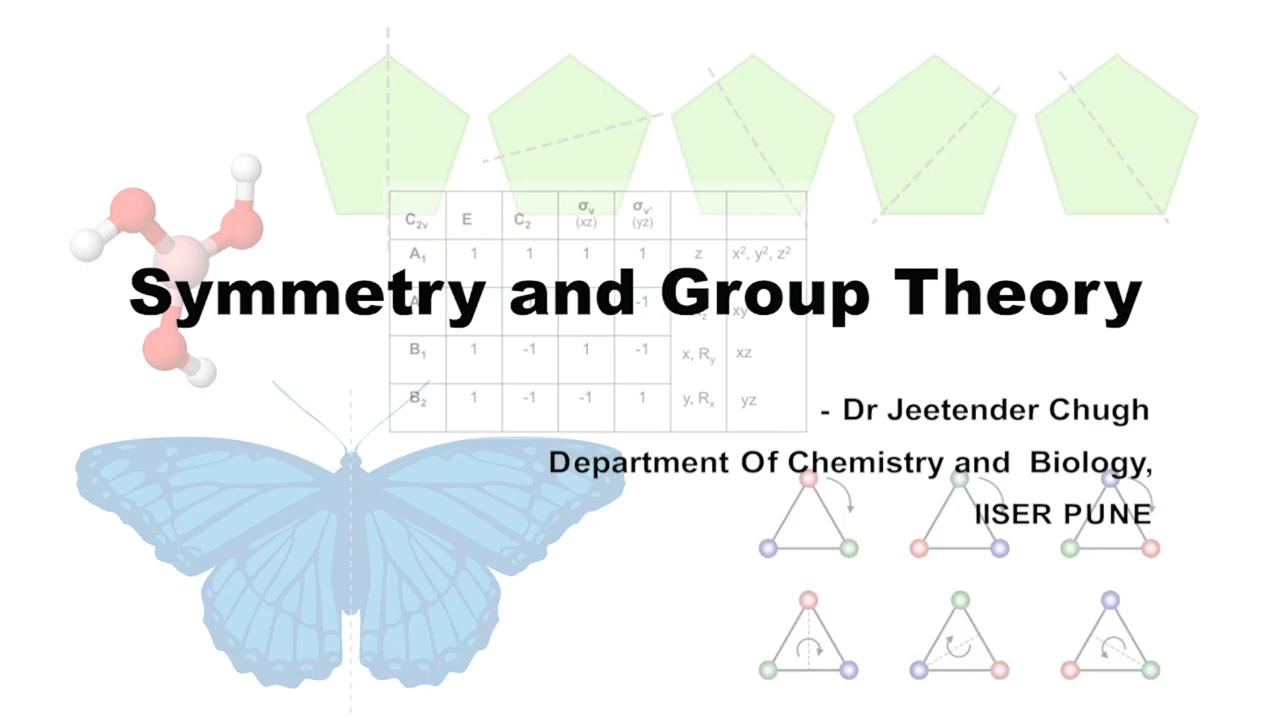 C2v E C2 σv (xz) σv' (yz)
A1 1 1 1 1 z x², y², z²
Symmetry and Group Theory
-1 xy
B1 1 -1 1 -1 x, Ry xz
B2 1 -1 -1 1 y, Rx yz
- Dr Jeetender Chugh
Department Of Chemistry and Biology,
IISER PUNE